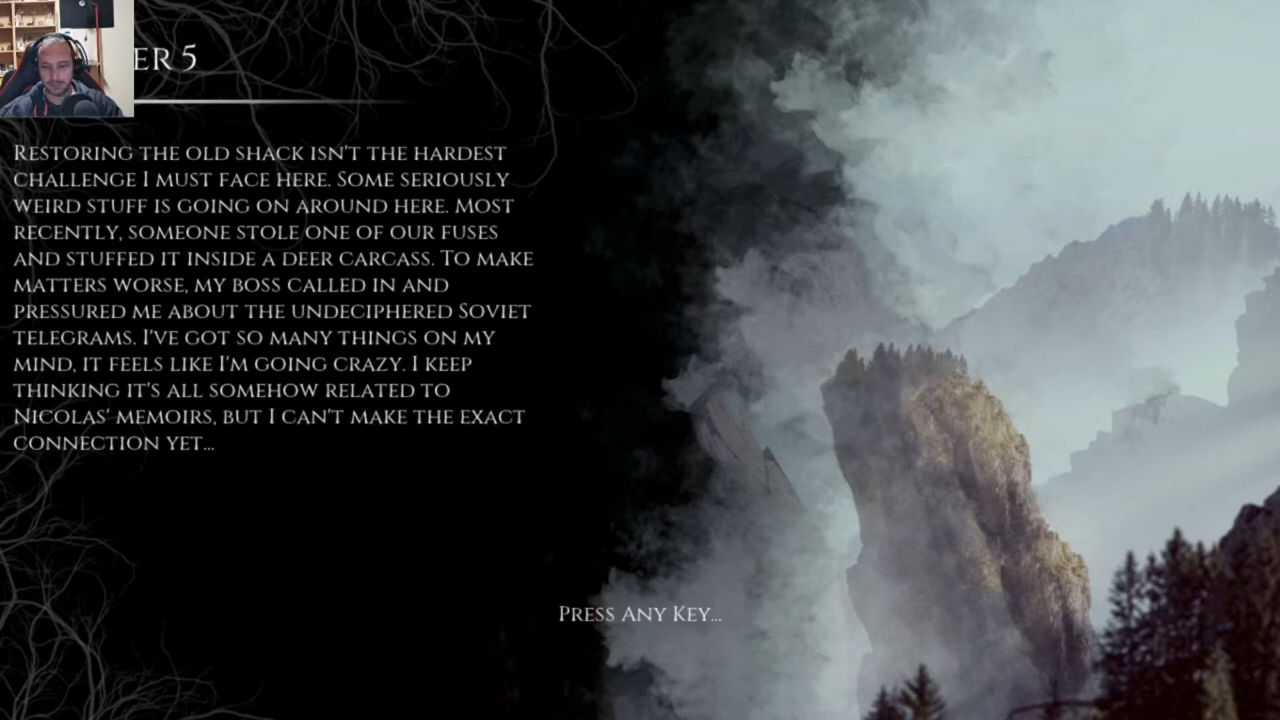 ER 5
Restoring the old shack isn't the hardest
challenge I must face here. Some seriously
weird stuff is going on around here. Most
recently, someone stole one of our fuses
and stuffed it inside a deer carcass. To make
matters worse, my boss called in and
pressured me about the undeciphered Soviet
telegrams. I've got so many things on my
mind, it feels like I'm going crazy. I keep
thinking it's all somehow related to
Nicolas' memoirs, but I can't make the exact
connection yet...
Press Any Key...